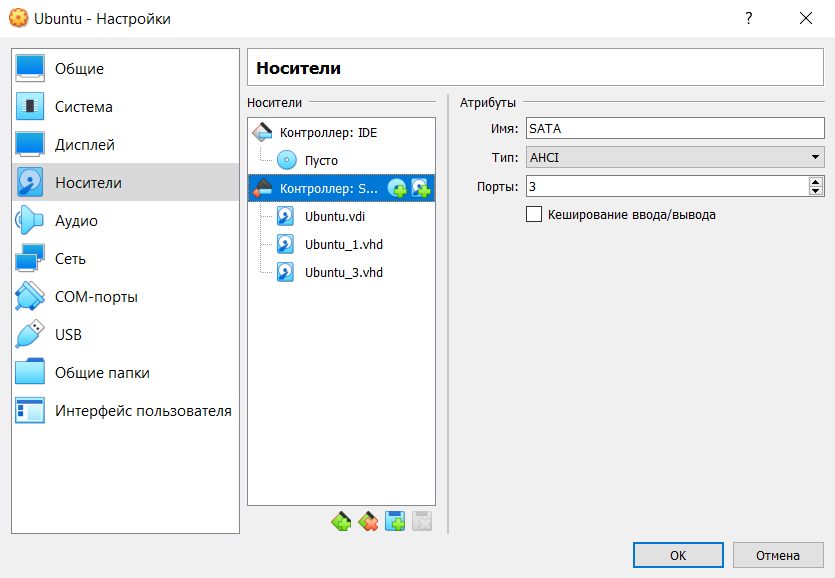 Ubuntu - Настройки
?
Общие
Система
Дисплей
Носители
Аудио
Сеть
COM-порты
USB
Общие папки
Интерфейс пользователя
Носители
Носители
Контроллер: IDE
Пусто
Контроллер: S...
Ubuntu.vdi
Ubuntu_1.vhd
Ubuntu_3.vhd
Атрибуты
Имя: SATA
Тип: AHCI
Порты: 3
Кеширование ввода/вывода
OK
Отмена